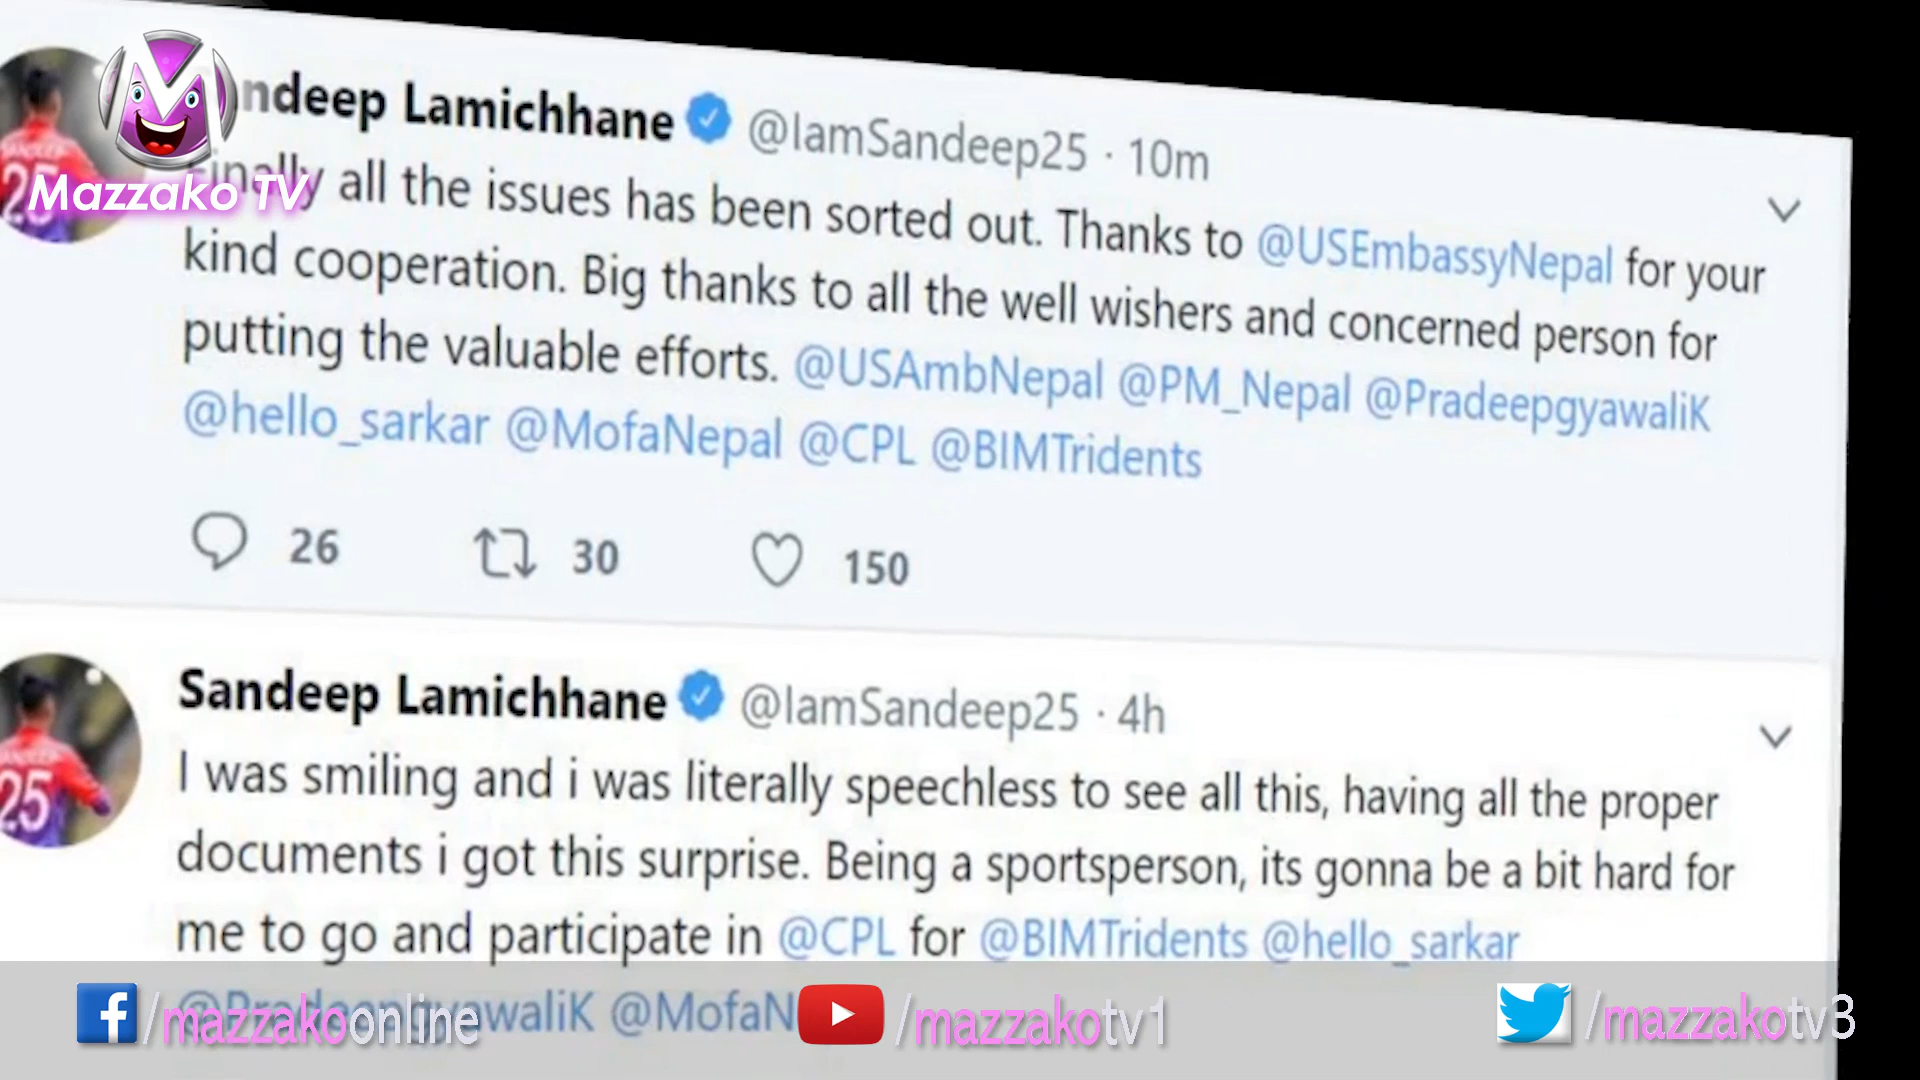 Mazzako TV
ndeep Lamichhane @IamSandeep25 · 10m
Finally all the issues has been sorted out. Thanks to @USEmbassyNepal for your
kind cooperation. Big thanks to all the well wishers and concerned person for
putting the valuable efforts. @USAmbNepal @PM_Nepal @PradeepgyawaliK
@hello_sarkar @MofaNepal @CPL @BIMTridents
26 30 150
Sandeep Lamichhane @IamSandeep25 · 4h
I was smiling and i was literally speechless to see all this, having all the proper
documents i got this surprise. Being a sportsperson, its gonna be a bit hard for
me to go and participate in @CPL for @BIMTridents @hello_sarkar
@PradeepgyawaliK @MofaN
/mazzakoonline /mazzakotv1 /mazzakotv3
SANDEEP
25
25